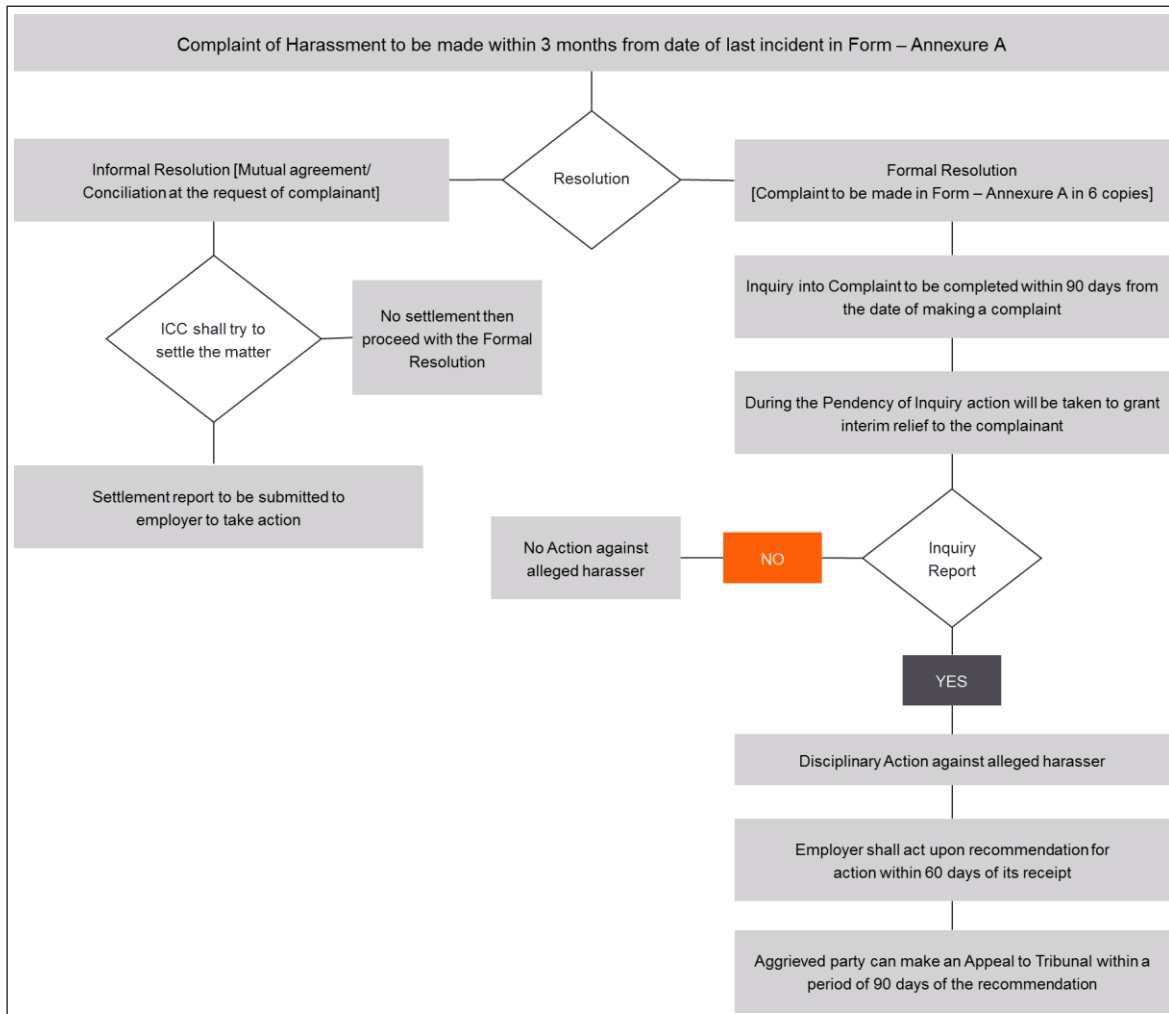 Complaint of Harassment to be made within 3 months from date of last incident in Form – Annexure A
Resolution
Informal Resolution [Mutual agreement/
Conciliation at the request of complainant]
ICC shall try to
settle the matter
No settlement then
proceed with the Formal
Resolution
Settlement report to be submitted to
employer to take action
Formal Resolution
[Complaint to be made in Form – Annexure A in 6 copies]
Inquiry into Complaint to be completed within 90 days from
the date of making a complaint
During the Pendency of Inquiry action will be taken to grant
interim relief to the complainant
Inquiry
Report
NO
No Action against
alleged harasser
YES
Disciplinary Action against alleged harasser
Employer shall act upon recommendation for
action within 60 days of its receipt
Aggrieved party can make an Appeal to Tribunal within a
period of 90 days of the recommendation